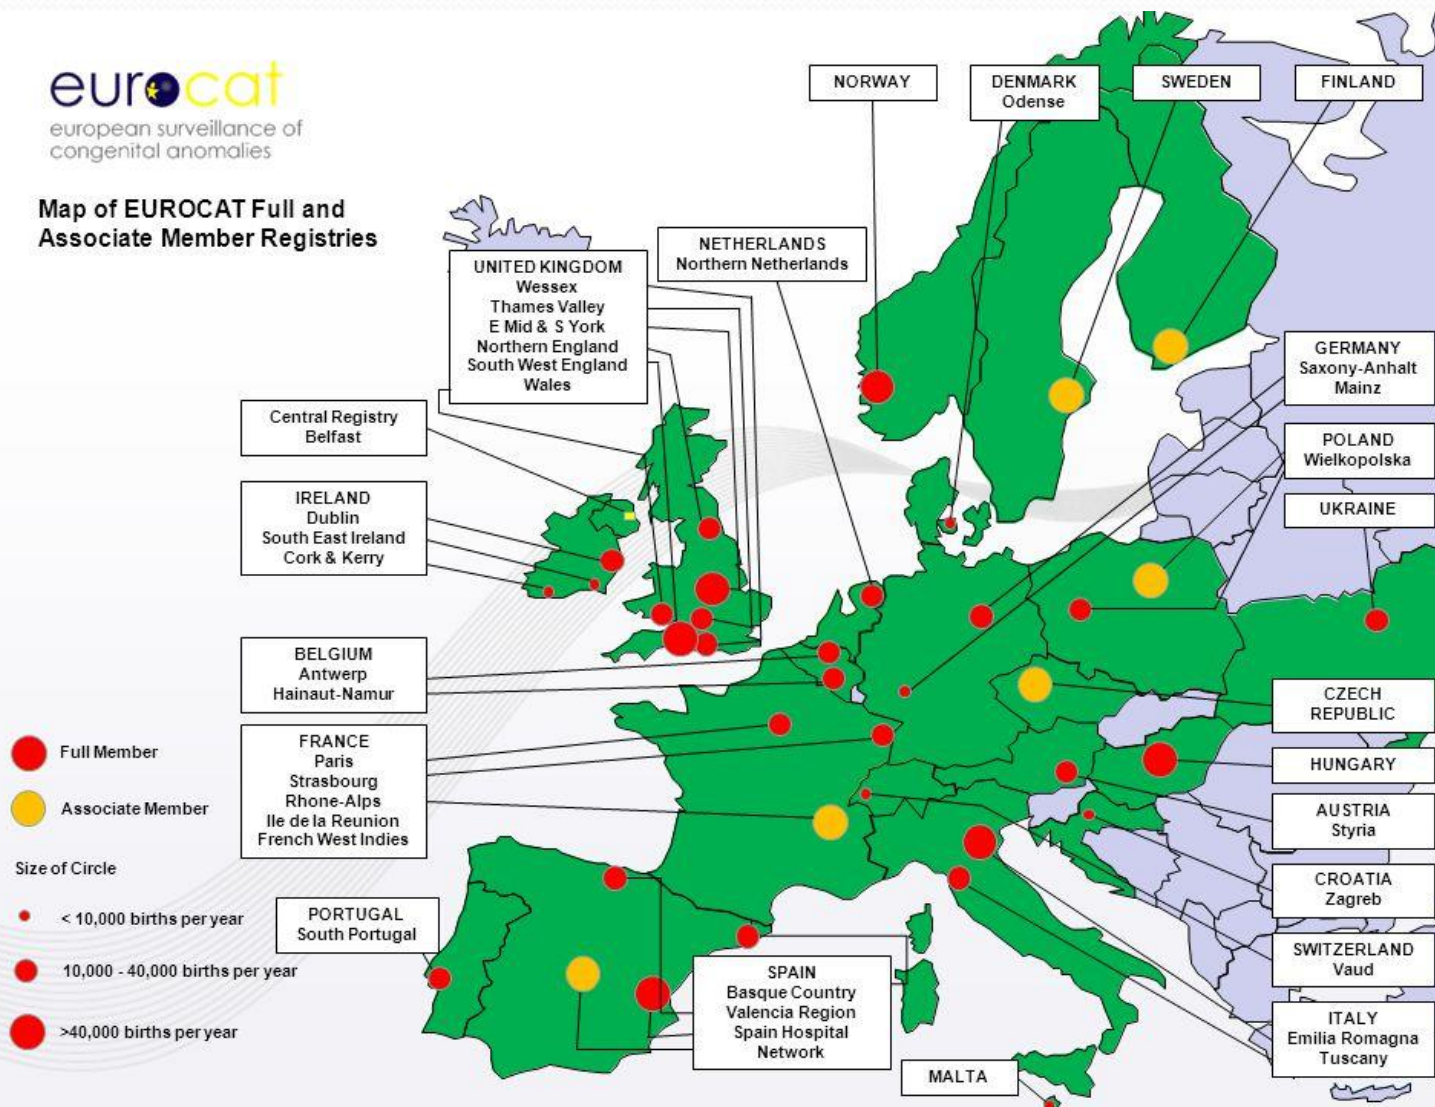 eurocat
european surveillance of
congenital anomalies
Map of EUROCAT Full and
Associate Member Registries
NORWAY
DENMARK
Odense
SWEDEN
FINLAND
NETHERLANDS
Northern Netherlands
UNITED KINGDOM
Wessex
Thames Valley
E Mid & S York
Northern England
South West England
Wales
GERMANY
Saxony-Anhalt
Mainz
Central Registry
Belfast
POLAND
Wielkopolska
IRELAND
Dublin
South East Ireland
Cork & Kerry
UKRAINE
BELGIUM
Antwerp
Hainaut-Namur
CZECH
REPUBLIC
FRANCE
Paris
Strasbourg
Rhone-Alps
Ile de la Reunion
French West Indies
HUNGARY
AUSTRIA
Styria
CROATIA
Zagreb
Full Member
Associate Member
Size of Circle
< 10,000 births per year
10,000 - 40,000 births per year
>40,000 births per year
PORTUGAL
South Portugal
SWITZERLAND
Vaud
SPAIN
Basque Country
Valencia Region
Spain Hospital
Network
ITALY
Emilia Romagna
Tuscany
MALTA